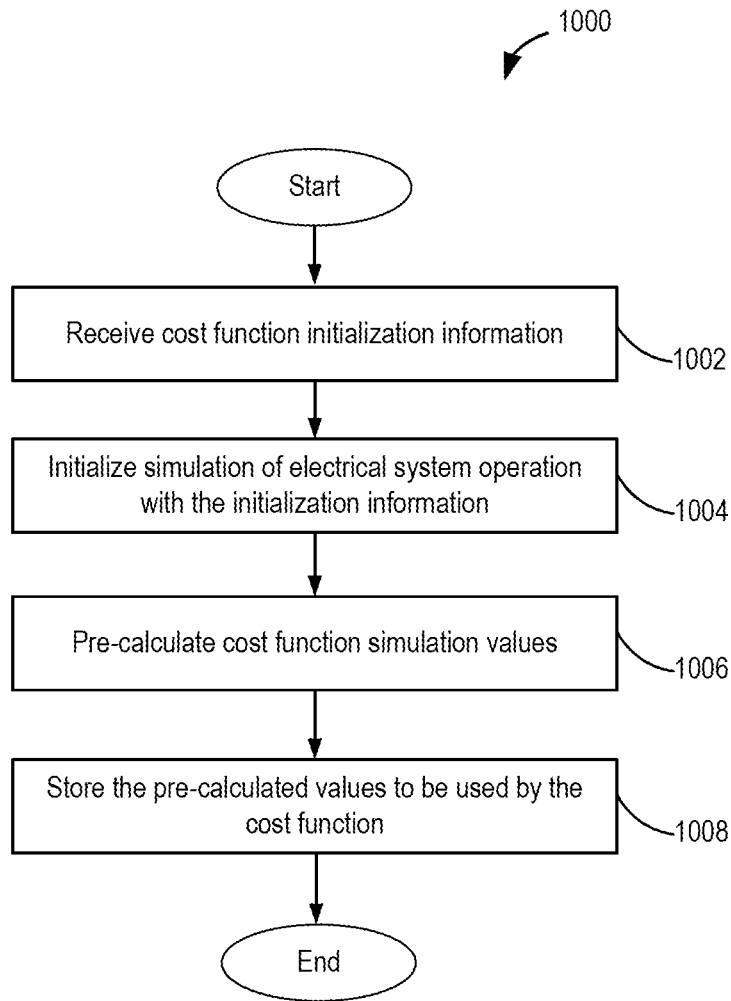 1000
Start
Receive cost function initialization information
1002
Initialize simulation of electrical system operation
with the initialization information
1004
Pre-calculate cost function simulation values
1006
Store the pre-calculated values to be used by the
cost function
1008
End